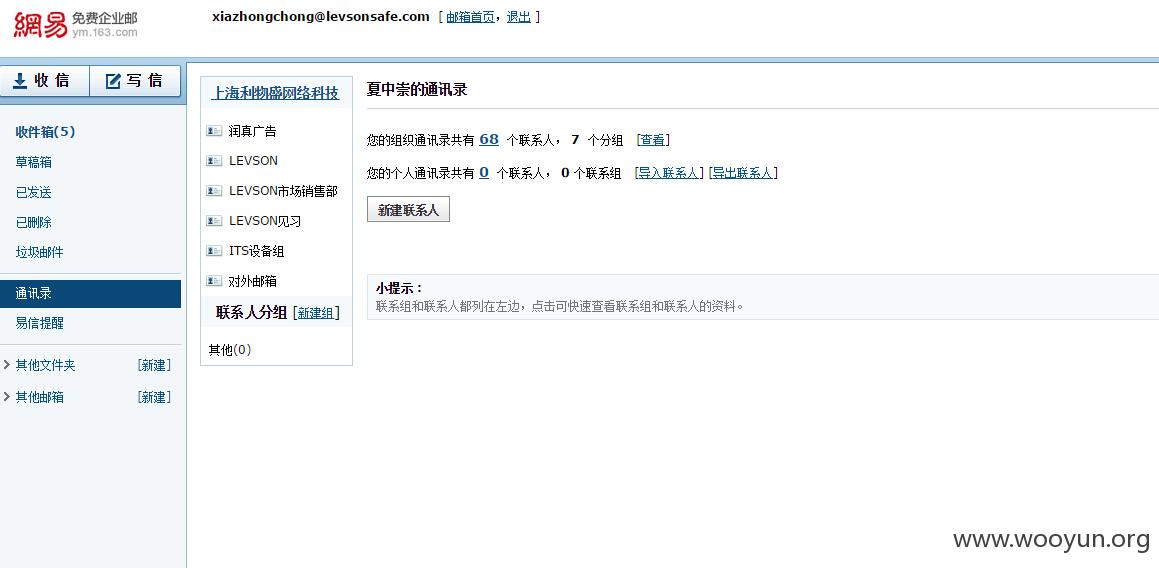 網易 免费企业邮
ym.163.com
xiazhongchong@levsonsafe.com [ 邮箱首页, 退出 ]
收 信 写 信
收件箱(5)
草稿箱
已发送
已删除
垃圾邮件
通讯录
易信提醒
其他文件夹 [新建]
其他邮箱 [新建]
上海利物盛网络科技
润真广告
LEVSON
LEVSON市场销售部
LEVSON见习
ITS设备组
对外邮箱
联系人分组 [新建组]
其他(0)
夏中崇的通讯录
您的组织通讯录共有 68 个联系人， 7 个分组 [查看]
您的个人通讯录共有 0 个联系人， 0 个联系组 [导入联系人] [导出联系人]
新建联系人
小提示：
联系组和联系人都列在左边，点击可快速查看联系组和联系人的资料。
www.wooyun.org